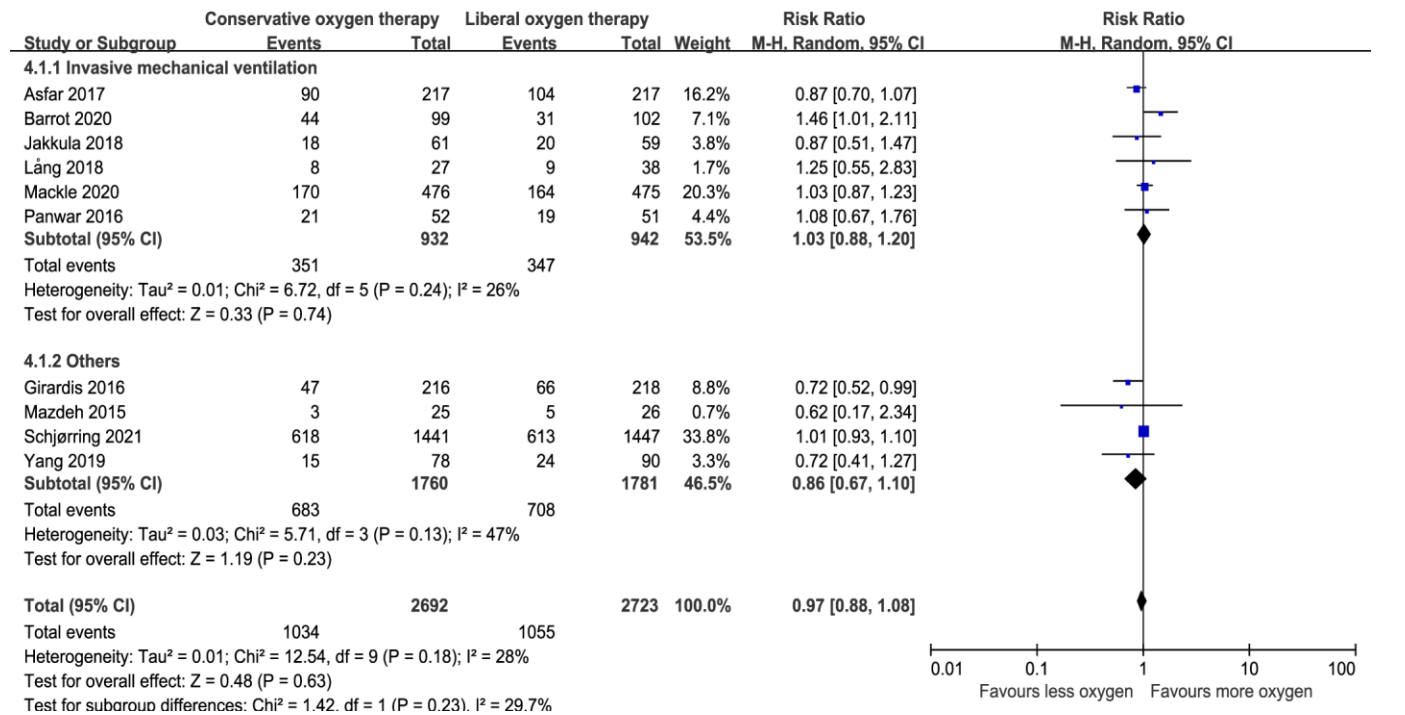 Conservative oxygen therapy Liberal oxygen therapy Risk Ratio Risk Ratio
Study or Subgroup Events Total Events Total Weight M-H, Random, 95% CI M-H, Random, 95% CI
4.1.1 Invasive mechanical ventilation
Asfar 2017 90 217 104 217 16.2% 0.87 [0.70, 1.07]
Barrot 2020 44 99 31 102 7.1% 1.46 [1.01, 2.11]
Jakkula 2018 18 61 20 59 3.8% 0.87 [0.51, 1.47]
Lång 2018 8 27 9 38 1.7% 1.25 [0.55, 2.83]
Mackle 2020 170 476 164 475 20.3% 1.03 [0.87, 1.23]
Panwar 2016 21 52 19 51 4.4% 1.08 [0.67, 1.76]
Subtotal (95% CI) 932 942 53.5% 1.03 [0.88, 1.20]
Total events 351 347
Heterogeneity: Tau² = 0.01; Chi² = 6.72, df = 5 (P = 0.24); I² = 26%
Test for overall effect: Z = 0.33 (P = 0.74)
4.1.2 Others
Girardis 2016 47 216 66 218 8.8% 0.72 [0.52, 0.99]
Mazdeh 2015 3 25 5 26 0.7% 0.62 [0.17, 2.34]
Schjørring 2021 618 1441 613 1447 33.8% 1.01 [0.93, 1.10]
Yang 2019 15 78 24 90 3.3% 0.72 [0.41, 1.27]
Subtotal (95% CI) 1760 1781 46.5% 0.86 [0.67, 1.10]
Total events 683 708
Heterogeneity: Tau² = 0.03; Chi² = 5.71, df = 3 (P = 0.13); I² = 47%
Test for overall effect: Z = 1.19 (P = 0.23)
Total (95% CI) 2692 2723 100.0% 0.97 [0.88, 1.08]
Total events 1034 1055
Heterogeneity: Tau² = 0.01; Chi² = 12.54, df = 9 (P = 0.18); I² = 28%
Test for overall effect: Z = 0.48 (P = 0.63)
Test for subgroup differences: Chi² = 1.42, df = 1 (P = 0.23), I² = 29.7%
0.01 0.1 1 10 100
Favours less oxygen Favours more oxygen